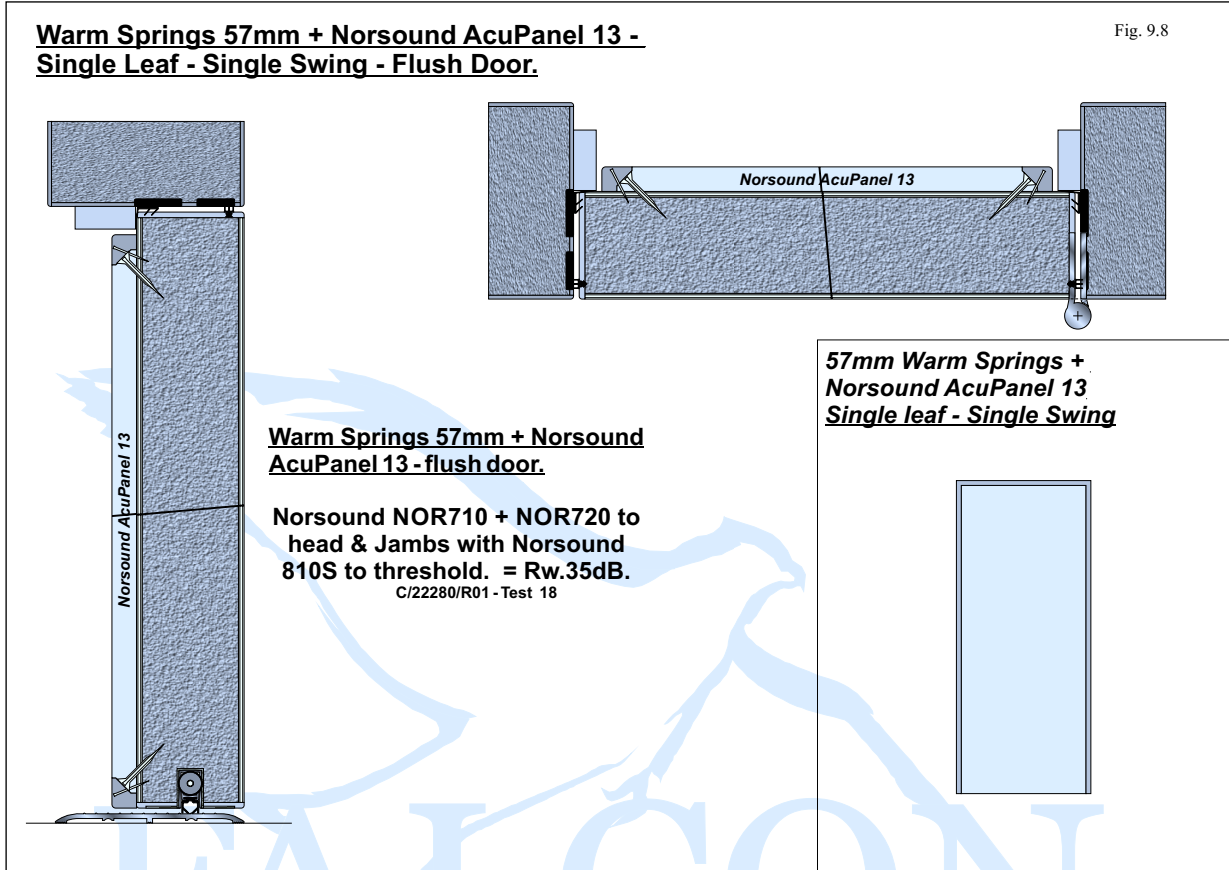 Warm Springs 57mm + Norsound AcuPanel 13 -
Single Leaf - Single Swing - Flush Door.
Fig. 9.8
Norsound AcuPanel 13
57mm Warm Springs +
Norsound AcuPanel 13
Single leaf - Single Swing
Norsound AcuPanel 13
Warm Springs 57mm + Norsound
AcuPanel 13 - flush door.
Norsound NOR710 + NOR720 to
head & Jambs with Norsound
810S to threshold. = Rw.35dB.
C/22280/R01 - Test 18
FALCON